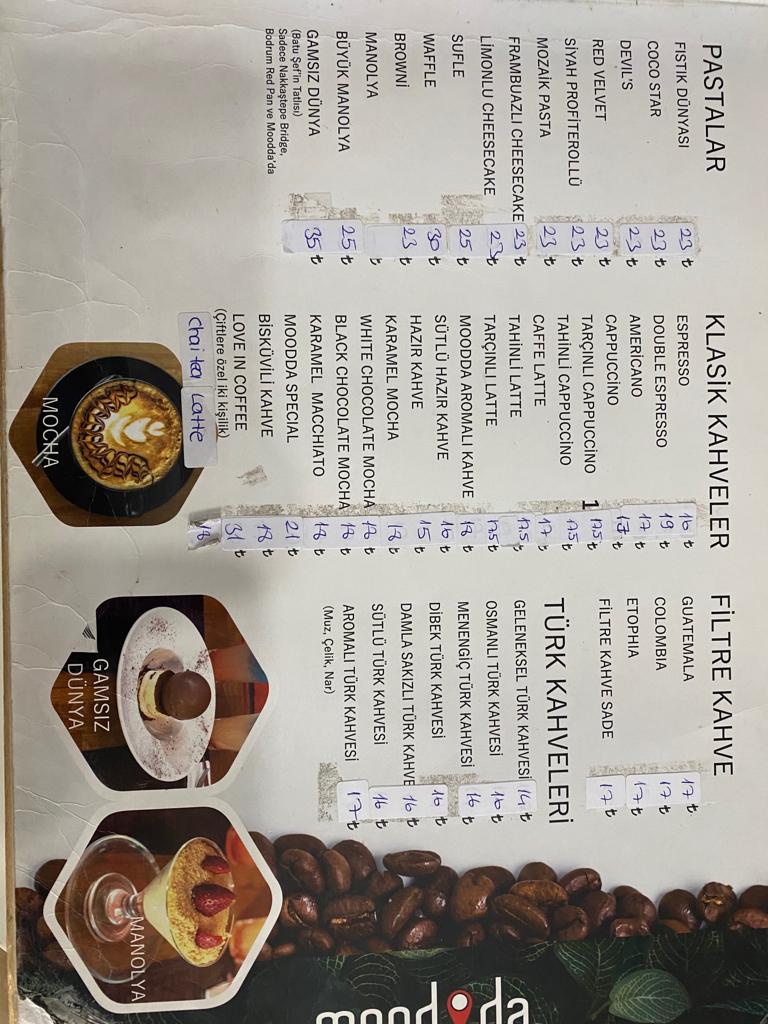 PASTALAR
FISTIK DÜNYASI 23 ₺
COCO STAR 23 ₺
DEVİL'S 23 ₺
RED VELVET 23 ₺
SİYAH PROFİTEROLLÜ 23 ₺
MOZAİK PASTA 23 ₺
FRAMBUAZLI CHEESECAKE 23 ₺
LİMONLU CHEESECAKE 23 ₺
SUFLE 25 ₺
WAFFLE 30 ₺
BROWNİ 23 ₺
MANOLYA ₺
BÜYÜK MANOLYA 25 ₺
GAMSIZ DÜNYA 35 ₺
(Batu Şef'in Tatlısı)
Sadece Nakkaştepe Bridge,
Bodrum Red Pan ve Moodda'da
KLASİK KAHVELER
ESPRESSO 16 ₺
DOUBLE ESPRESSO 19 ₺
AMERİCANO 17 ₺
CAPPUCCİNO 17 ₺
TARÇINLI CAPPUCCİNO 1 17.5 ₺
TAHİNLİ CAPPUCCİNO 17.5 ₺
CAFFE LATTE 17 ₺
TAHİNLİ LATTE 17.5 ₺
TARÇINLI LATTE 17.5 ₺
MOODDA AROMALI KAHVE 18 ₺
SÜTLÜ HAZIR KAHVE 16 ₺
HAZIR KAHVE 15 ₺
KARAMEL MOCHA 18 ₺
WHITE CHOCOLATE MOCHA 18 ₺
BLACK CHOCOLATE MOCHA 18 ₺
KARAMEL MACCHIATO 18 ₺
MOODDA SPECIAL 21 ₺
BİSKÜVİLİ KAHVE 18 ₺
LOVE IN COFFEE 31 ₺
(Çiftlere özel iki kişilik)
Chai tea Latte 18
MOCHA
FİLTRE KAHVE
GUATEMALA 17 ₺
COLOMBIA 17 ₺
ETOPHIA 17 ₺
FİLTRE KAHVE SADE 17 ₺
TÜRK KAHVELERİ
GELENEKSEL TÜRK KAHVESİ 14 ₺
OSMANLI TÜRK KAHVESİ 16 ₺
MENENGİÇ TÜRK KAHVESİ 16 ₺
DİBEK TÜRK KAHVESİ 16 ₺
DAMLA SAKIZLI TÜRK KAHVE 16 ₺
SÜTLÜ TÜRK KAHVESİ 16 ₺
AROMALI TÜRK KAHVESİ 17 ₺
(Muz, Çelik, Nar)
GAMSIZ
DÜNYA
MANOLYA
moodda